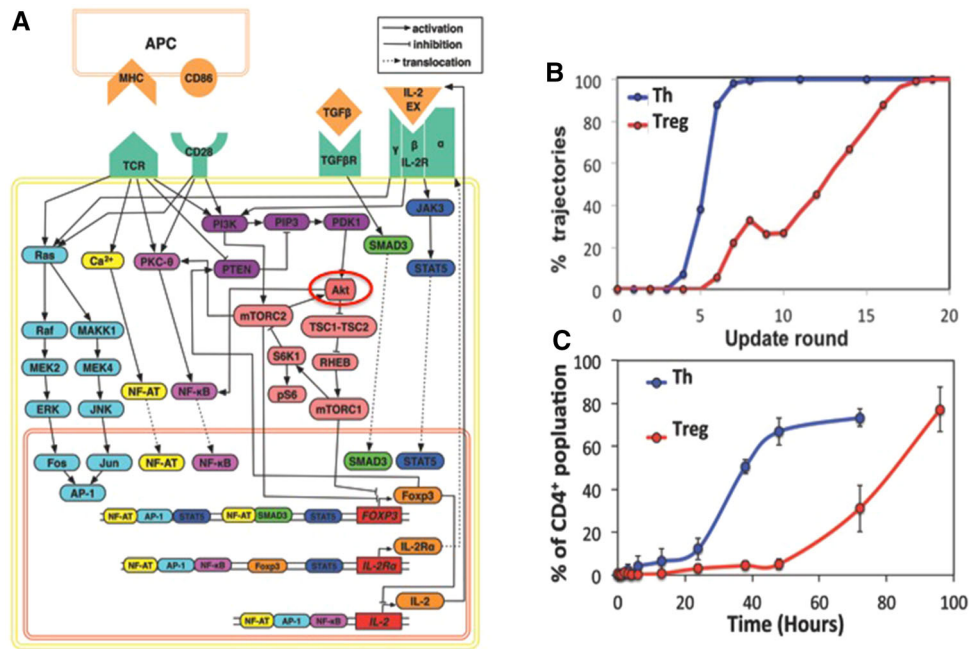 A
APC
MHC
CD86
activation
inhibition
translocation
TGFβ
IL-2
EX
TCR
CD28
TGFβR
γ
β
α
IL-2R
JAK3
PI3K
PIP3
PDK1
SMAD3
Ras
Ca²⁺
PKC-θ
PTEN
STAT5
Akt
mTORC2
TSC1-TSC2
Raf
MAKK1
S6K1
RHEB
MEK2
MEK4
NF-AT
NF-κB
pS6
mTORC1
ERK
JNK
Fos
Jun
NF-AT
NF-κB
SMAD3
STAT5
AP-1
Foxp3
NF-AT
AP-1
STAT5
NF-AT
SMAD3
STAT5
FOXP3
IL-2Rα
NF-AT
AP-1
NF-κB
Foxp3
STAT5
IL-2Rα
IL-2
NF-AT
AP-1
NF-κB
IL-2
B
100
80
60
40
20
0
% trajectories
Th
Treg
0
5
10
15
20
Update round
C
100
80
60
40
20
0
% of CD4⁺ popluation
Th
Treg
0
20
40
60
80
100
Time (Hours)